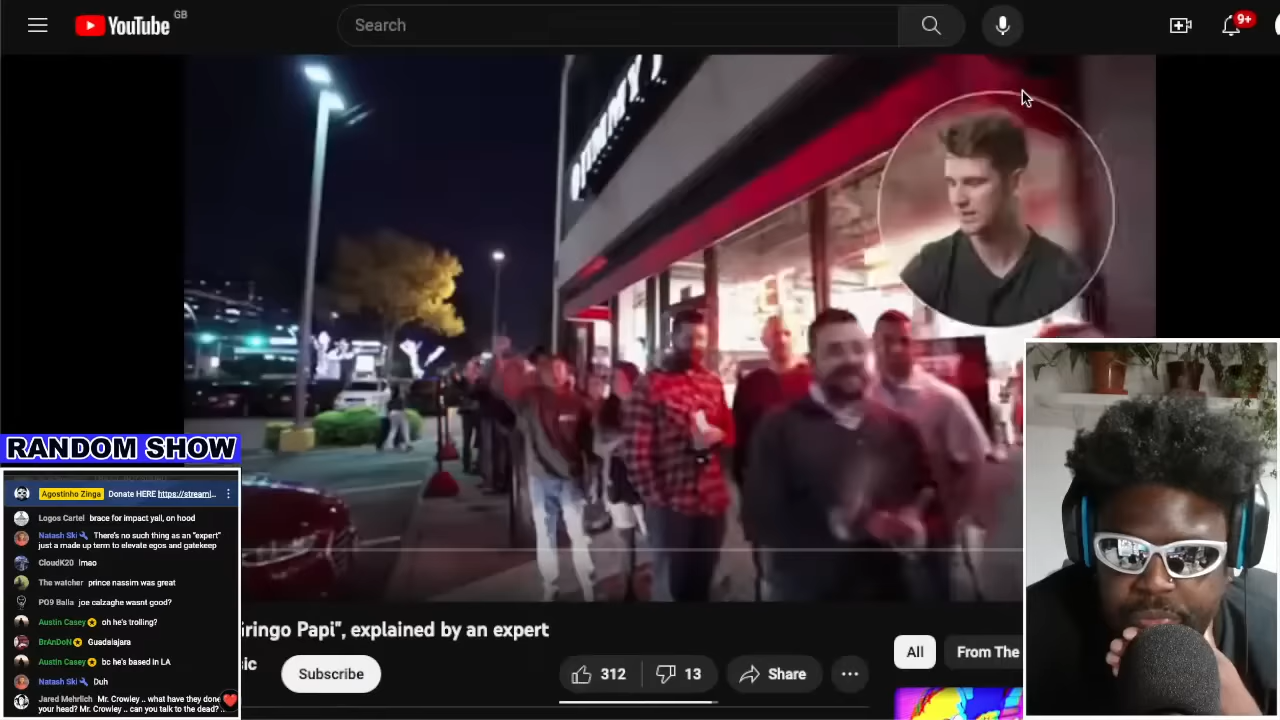 YouTube GB
Search
9+
JIMMY J
Gringo Papi", explained by an expert
sic
Subscribe
312
13
Share
All
From The
RANDOM SHOW
Agostinho Zinga Donate HERE https://streaml...
Logos Cartel brace for impact yall, on hood
Natash Ski There's no such thing as an "expert"
just a made up term to elevate egos and gatekeep
CloudK20 lmao
The watcher prince nassim was great
PO9 Balla joe calzaghe wasnt good?
Austin Casey oh he's trolling?
BrAnDoN Guadalajara
Austin Casey bc he's based in LA
Natash Ski Duh
Jared Mehrlich Mr. Crowley .. what have they done
your head? Mr. Crowley .. can you talk to the dead?